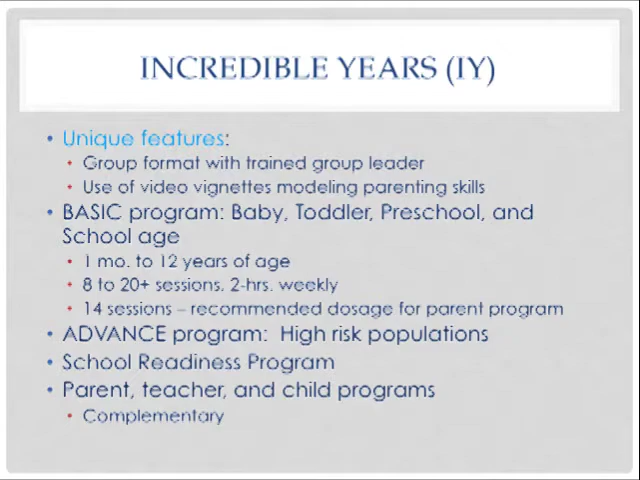 INCREDIBLE YEARS (IY)
• Unique features:
• Group format with trained group leader
• Use of video vignettes modeling parenting skills
• BASIC program: Baby, Toddler, Preschool, and
School age
• 1 mo. to 12 years of age
• 8 to 20+ sessions, 2-hrs. weekly
• 14 sessions – recommended dosage for parent program
• ADVANCE program: High risk populations
• School Readiness Program
• Parent, teacher, and child programs
• Complementary